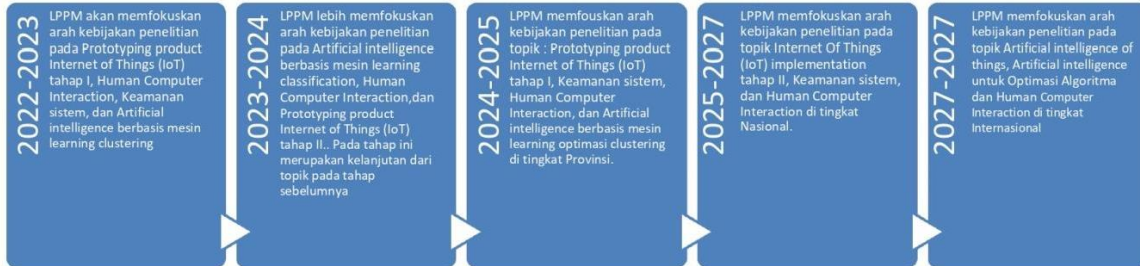 2022-2023
LPPM akan memfokuskan
arah kebijakan penelitian
pada Prototyping product
Internet of Things (IoT)
tahap I, Human Computer
Interaction, Keamanan
sistem, dan Artificial
intelligence berbasis mesin
learning clustering
2023-2024
LPPM lebih memfokuskan
arah kebijakan penelitian
pada Artificial intelligence
berbasis mesin learning
classification, Human
Computer Interaction,dan
Prototyping product
Internet of Things (IoT)
tahap II.. Pada tahap ini
merupakan kelanjutan dari
topik pada tahap
sebelumnya
2024-2025
LPPM memfouskan arah
kebijakan penelitian pada
topik : Prototyping product
Internet of Things (IoT)
tahap I, Keamanan sistem,
Human Computer
Interaction, dan Artificial
intelligence berbasis mesin
learning optimasi clustering
di tingkat Provinsi.
2025-2027
LPPM memfokuskan arah
kebijakan penelitian pada
topik Internet Of Things
(IoT) implementation
tahap II, Keamanan sistem,
dan Human Computer
Interaction di tingkat
Nasional.
2027-2027
LPPM memfokuskan arah
kebijakan penelitian pada
topik Artificial intelligence of
things, Artificial intelligence
untuk Optimasi Algoritma
dan Human Computer
Interaction di tingkat
Internasional